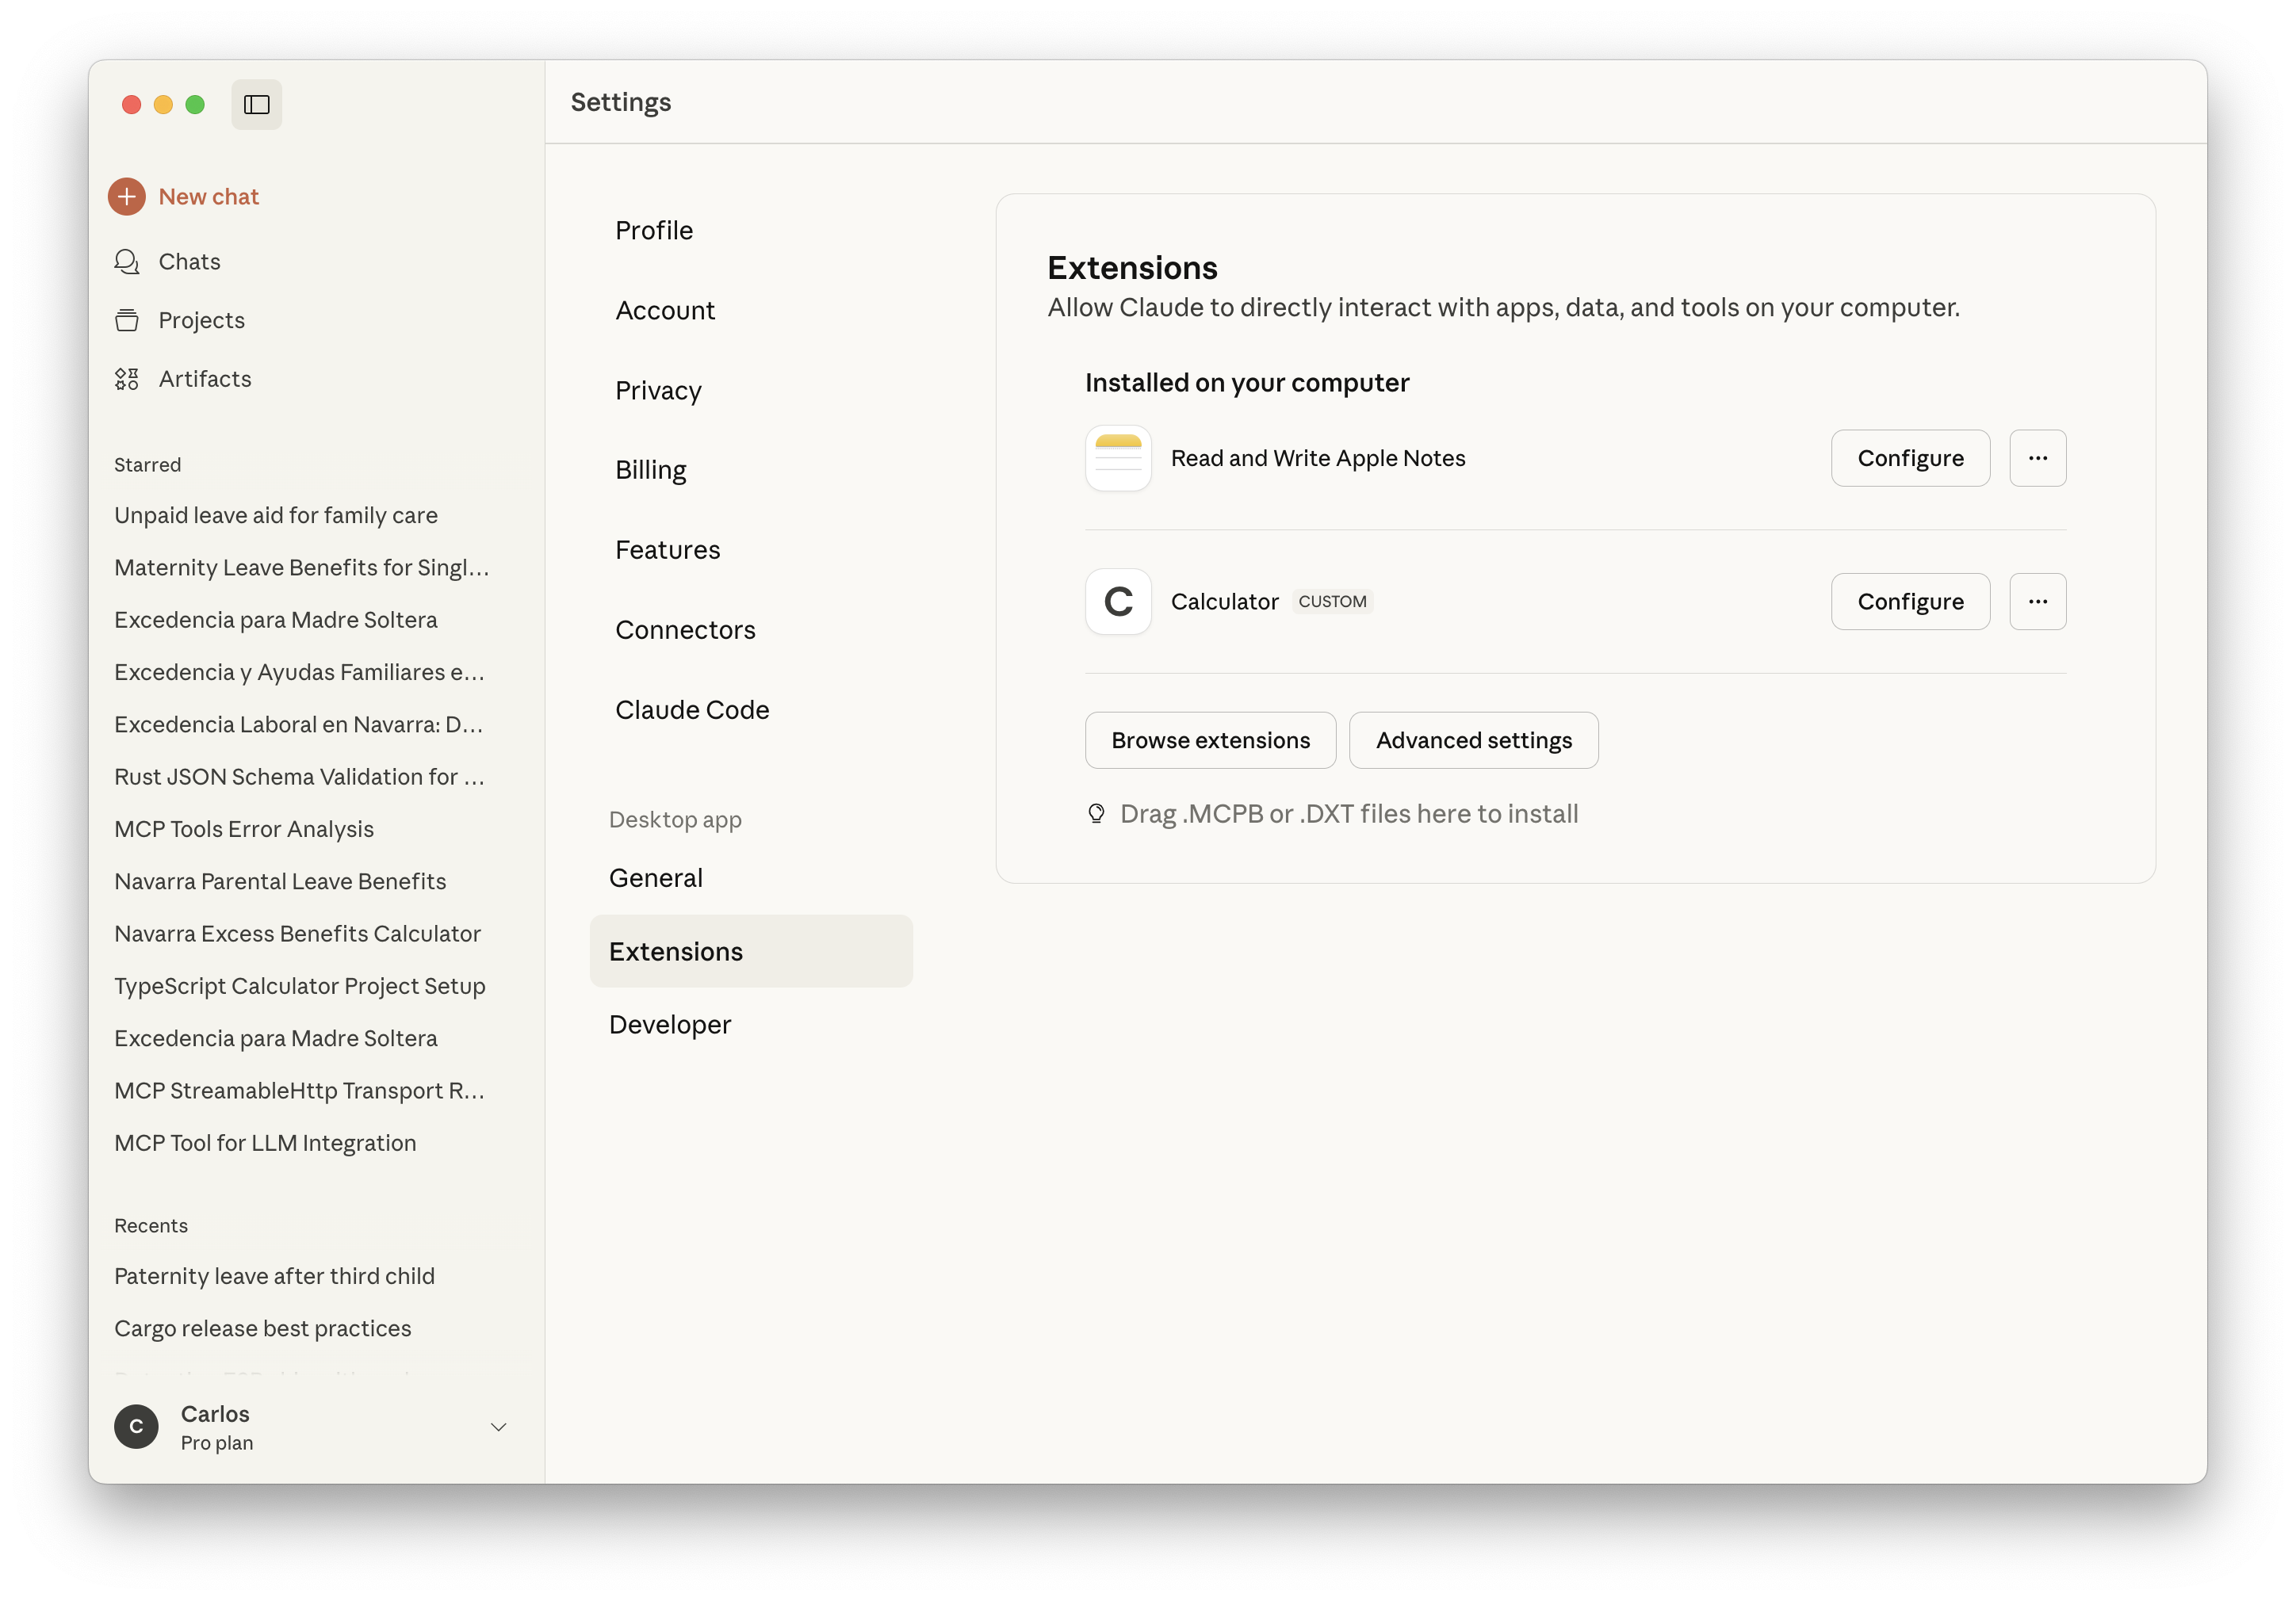 Settings
New chat
Chats
Projects
Artifacts
Starred
Unpaid leave aid for family care
Maternity Leave Benefits for Singl...
Excedencia para Madre Soltera
Excedencia y Ayudas Familiares e...
Excedencia Laboral en Navarra: D...
Rust JSON Schema Validation for ...
MCP Tools Error Analysis
Navarra Parental Leave Benefits
Navarra Excess Benefits Calculator
TypeScript Calculator Project Setup
Excedencia para Madre Soltera
MCP StreamableHttp Transport R...
MCP Tool for LLM Integration
Recents
Paternity leave after third child
Cargo release best practices
C
Carlos
Pro plan
Profile
Account
Privacy
Billing
Features
Connectors
Claude Code
Desktop app
General
Extensions
Developer
Extensions
Allow Claude to directly interact with apps, data, and tools on your computer.
Installed on your computer
Read and Write Apple Notes
Configure
C
Calculator CUSTOM
Configure
Browse extensions
Advanced settings
Drag .MCPB or .DXT files here to install